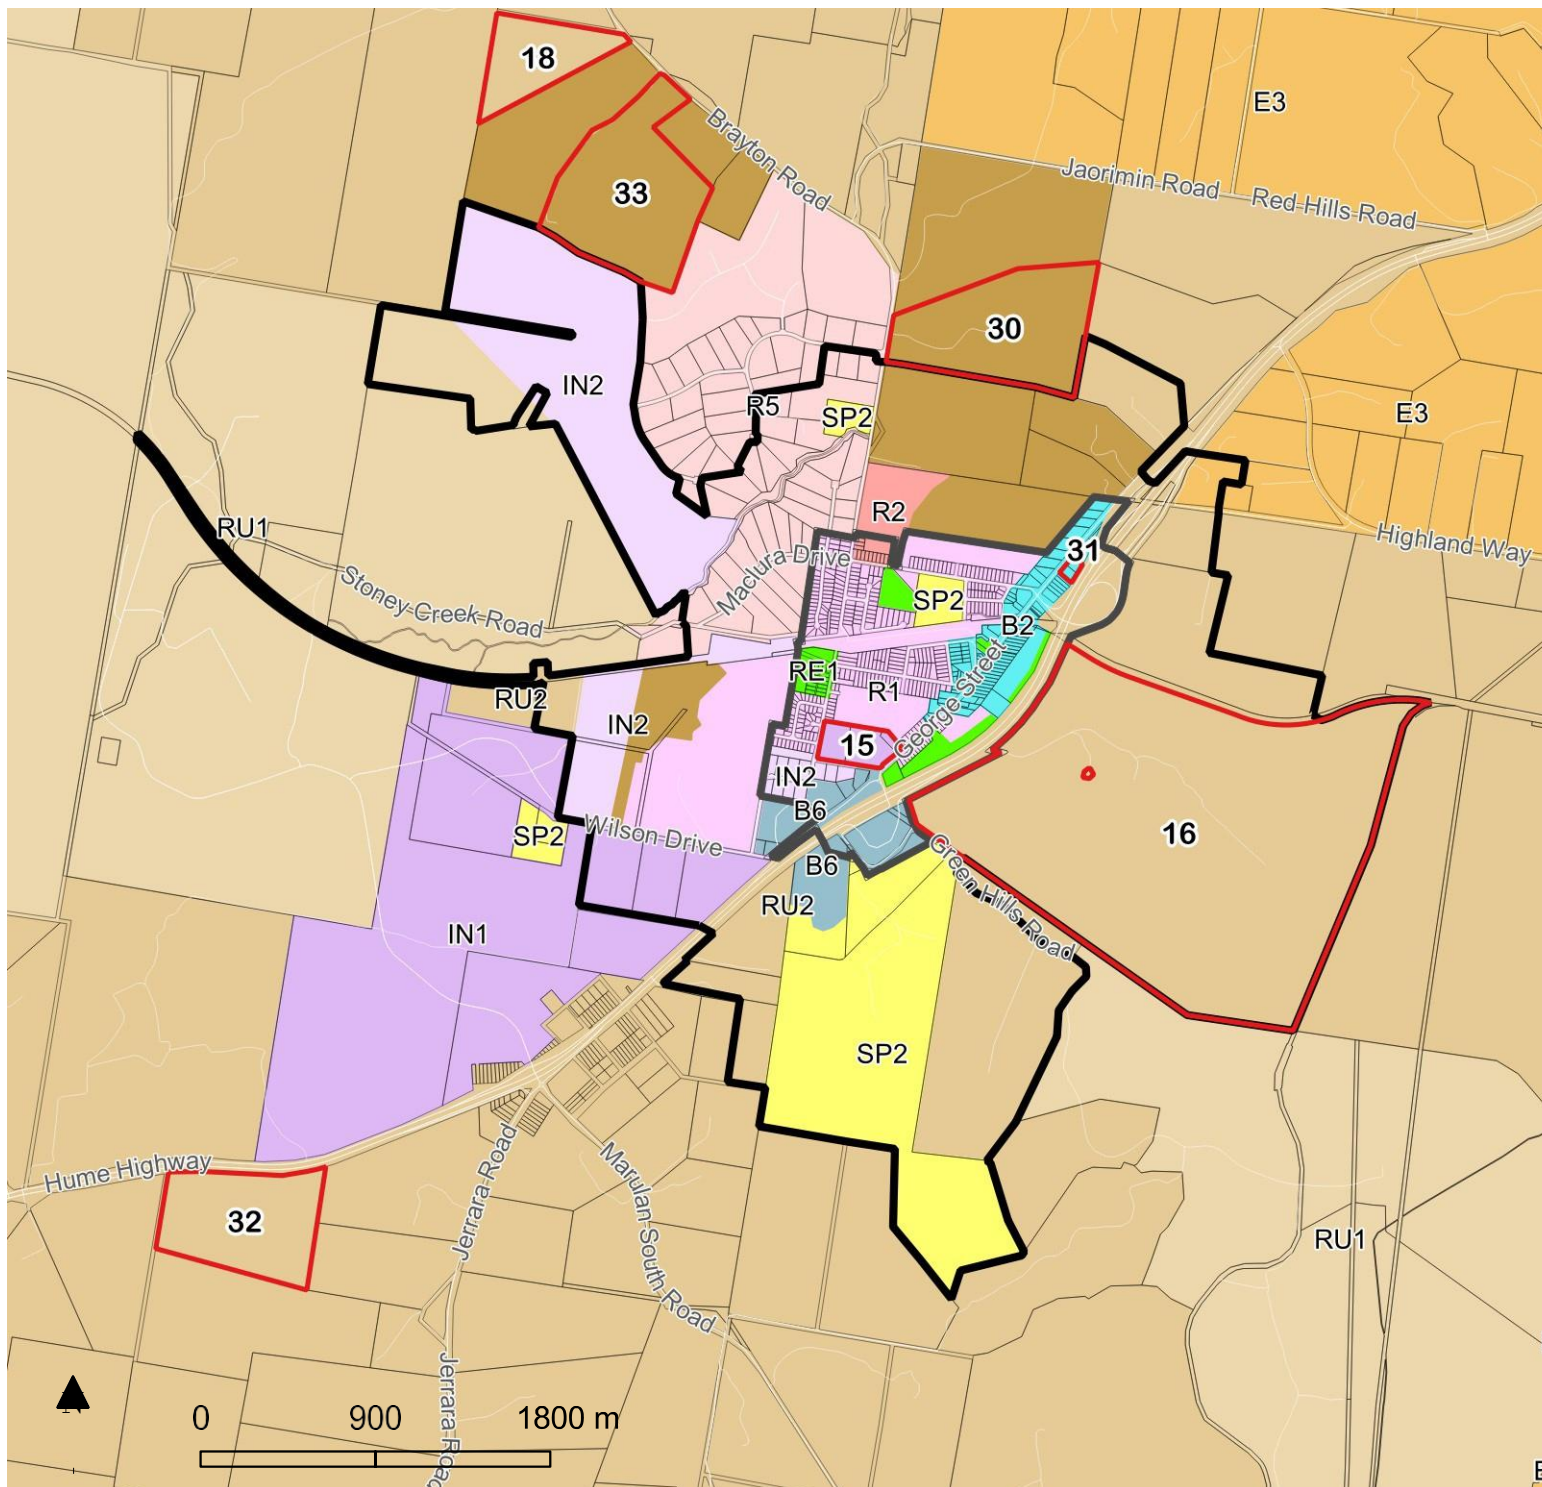 18
E3
Brayton Road
Jaorimin Road
Red Hills Road
33
30
IN2
R5
SP2
E3
RU1
R2
Highland Way
31
Maclura Drive
Stoney Creek Road
SP2
B2
RE1
R1
George Street
RU2
IN2
15
IN2
B6
16
SP2
Wilson Drive
B6
Green Hills Road
RU2
IN1
SP2
Hume Highway
Jerrara Road
Marulan South Road
32
RU1
Jerrara Road
N
0 900 1800 m